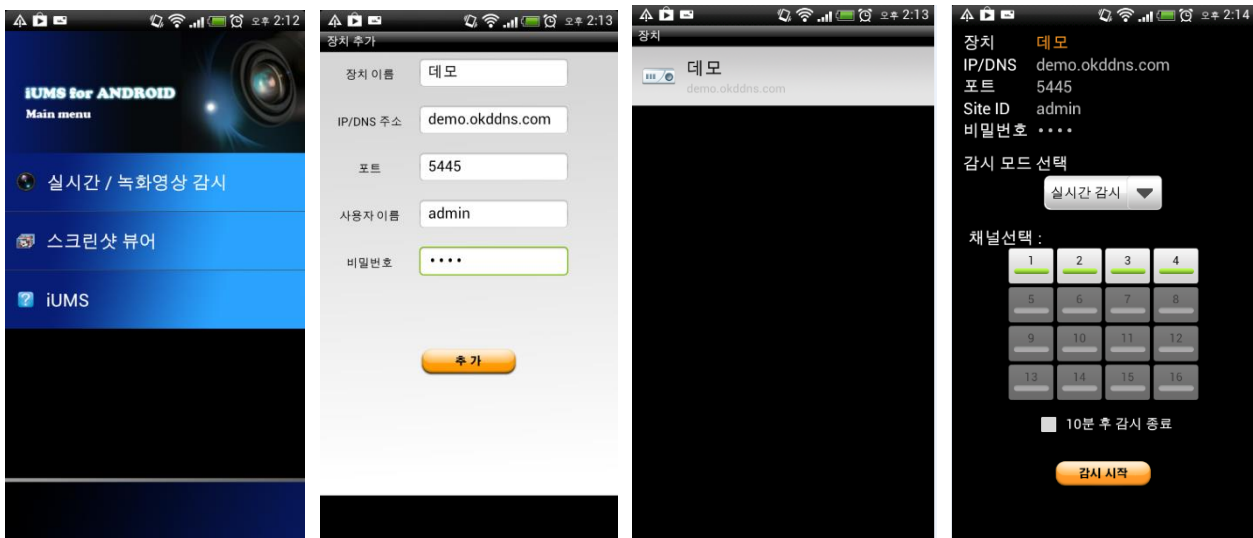 오후 2:12
iUMS for ANDROID
Main menu
실시간 / 녹화영상 감시
스크린샷 뷰어
iUMS
오후 2:13
장치 추가
장치 이름 데모
IP/DNS 주소 demo.okddns.com
포트 5445
사용자 이름 admin
비밀번호 ••••
추 가
오후 2:13
장치
데모
demo.okddns.com
오후 2:14
장치 데모
IP/DNS demo.okddns.com
포트 5445
Site ID admin
비밀번호 ••••
감시 모드 선택
실시간 감시
채널선택 :
1 2 3 4
5 6 7 8
9 10 11 12
13 14 15 16
10분 후 감시 종료
감시 시작